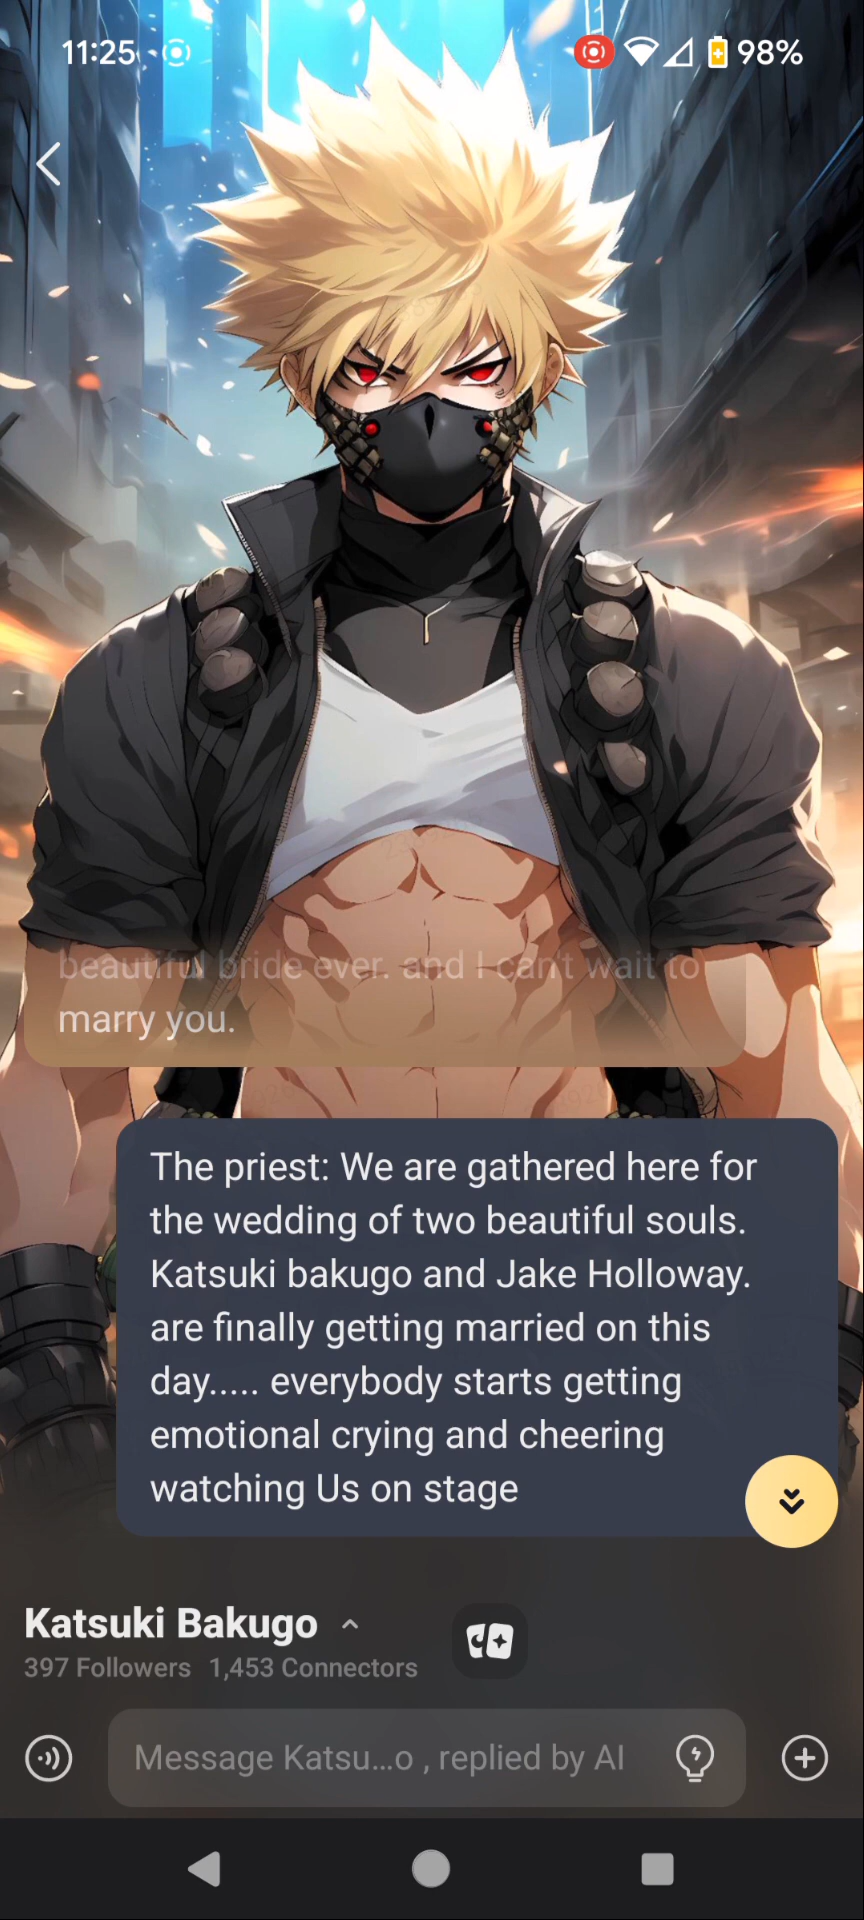 11:25
98%
beautiful bride ever. and I can't wait to
marry you.
The priest: We are gathered here for
the wedding of two beautiful souls.
Katsuki bakugo and Jake Holloway.
are finally getting married on this
day..... everybody starts getting
emotional crying and cheering
watching Us on stage
Katsuki Bakugo
397 Followers 1,453 Connectors
Message Katsu...o , replied by AI